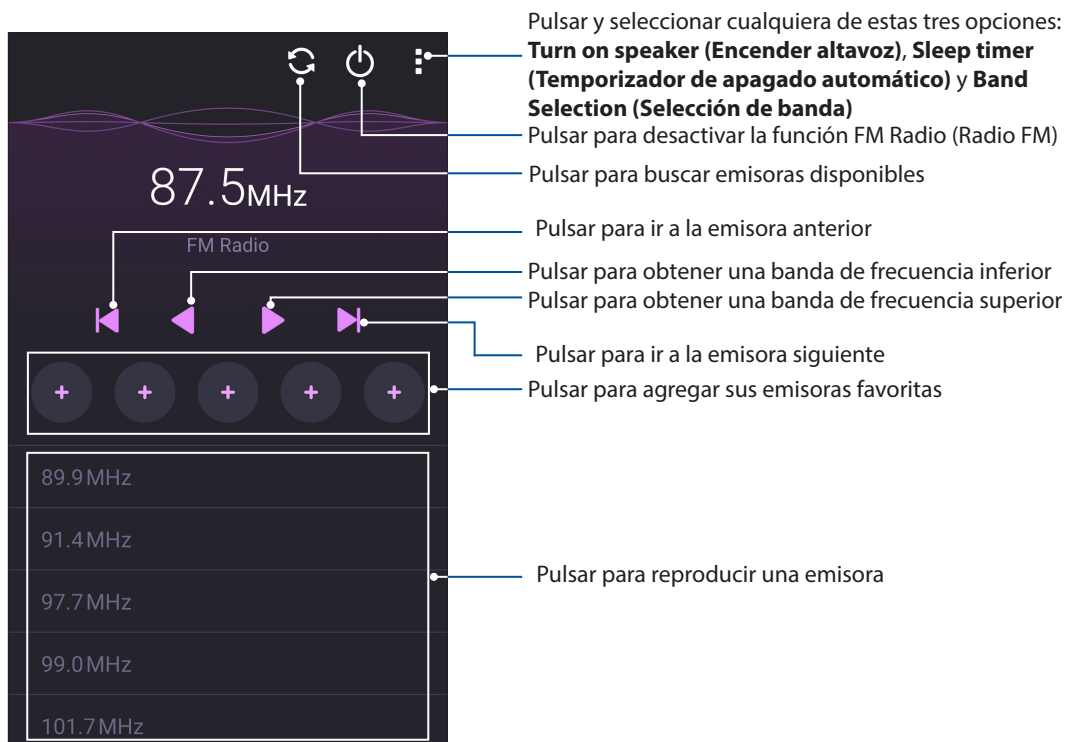 Pulsar y seleccionar cualquiera de estas tres opciones:
Turn on speaker (Encender altavoz), Sleep timer
(Temporizador de apagado automático) y Band
Selection (Selección de banda)
Pulsar para desactivar la función FM Radio (Radio FM)
Pulsar para buscar emisoras disponibles
87.5MHz
FM Radio
Pulsar para ir a la emisora anterior
Pulsar para obtener una banda de frecuencia inferior
Pulsar para obtener una banda de frecuencia superior
Pulsar para ir a la emisora siguiente
Pulsar para agregar sus emisoras favoritas
89.9MHz
91.4MHz
97.7MHz
99.0MHz
101.7MHz
Pulsar para reproducir una emisora